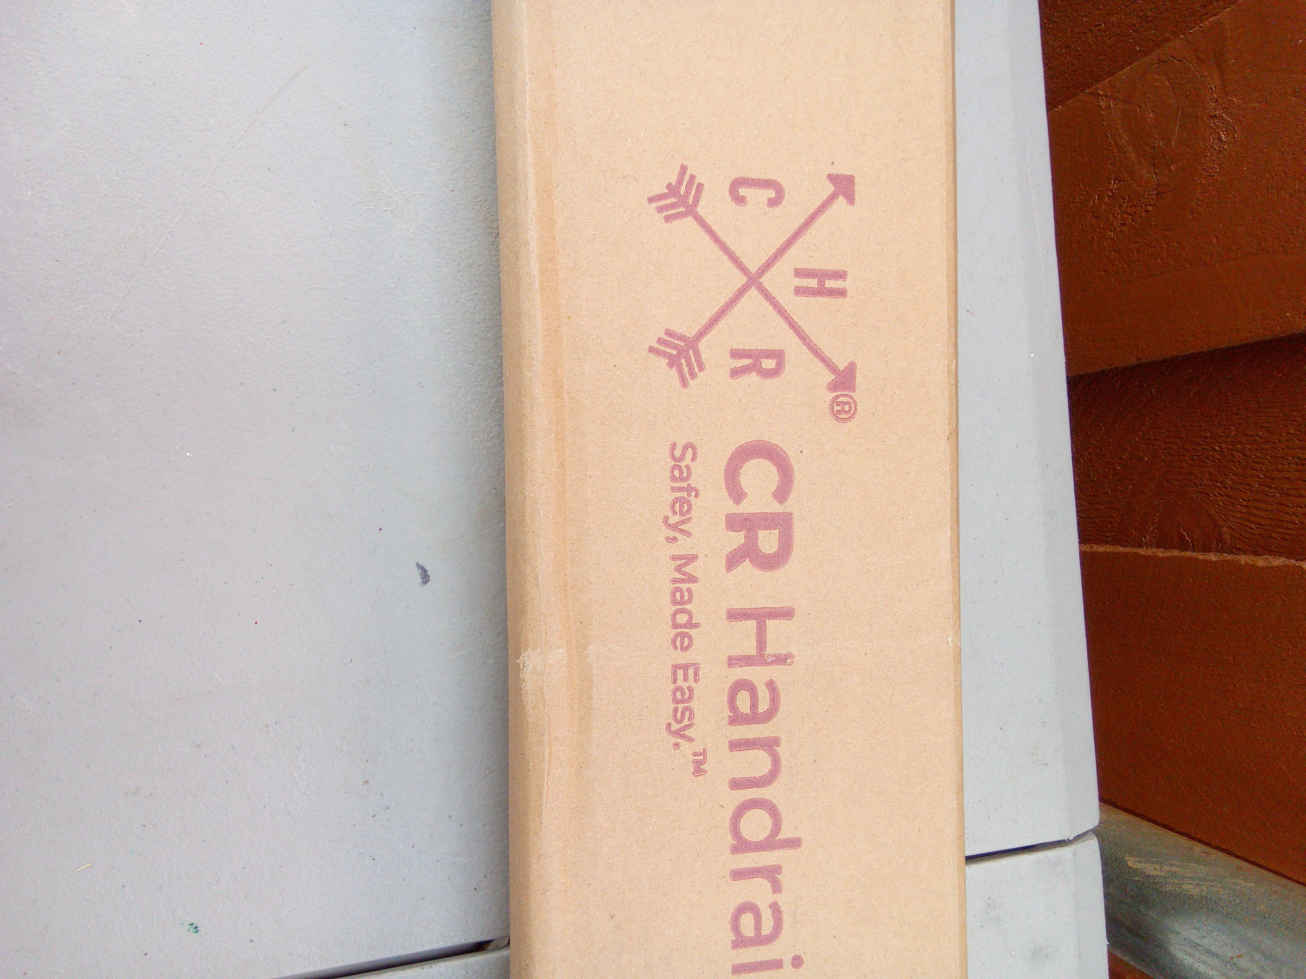 C H R ®
CR Handrai
Safey, Made Easy.™